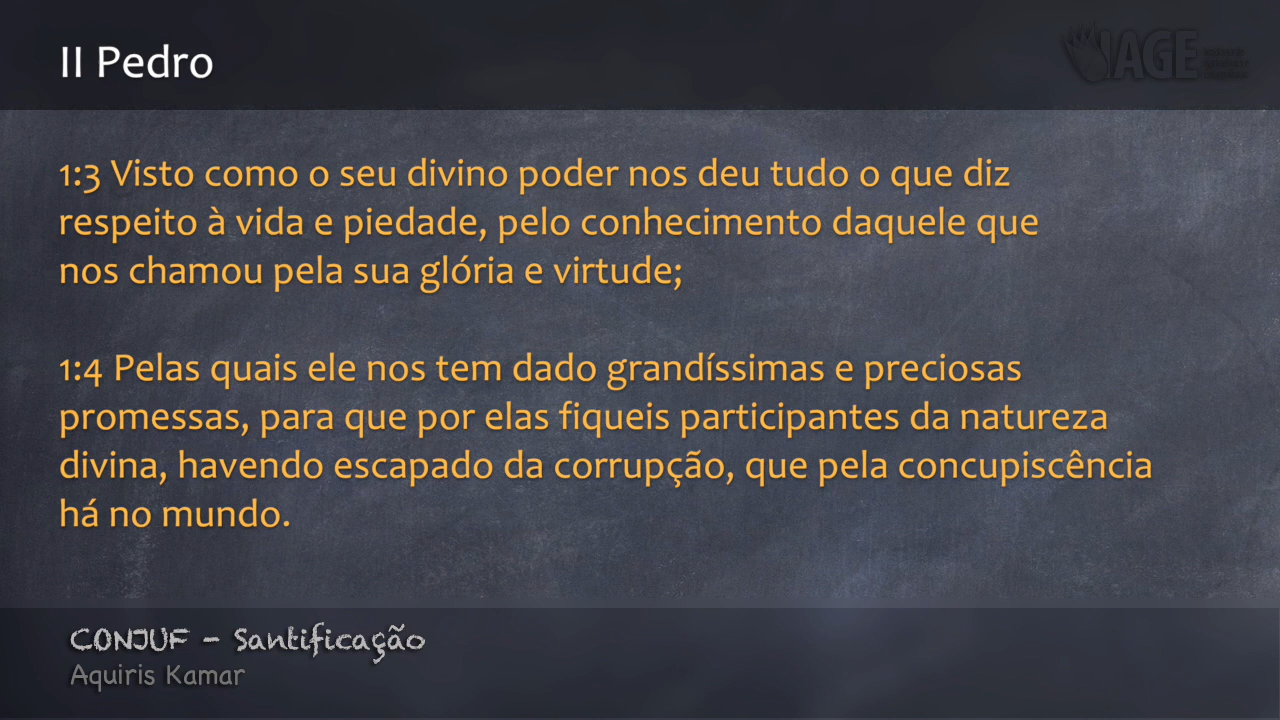 II Pedro
IAGE
1:3 Visto como o seu divino poder nos deu tudo o que diz
respeito à vida e piedade, pelo conhecimento daquele que
nos chamou pela sua glória e virtude;
1:4 Pelas quais ele nos tem dado grandíssimas e preciosas
promessas, para que por elas fiqueis participantes da natureza
divina, havendo escapado da corrupção, que pela concupiscência
há no mundo.
CONJUF - Santificação
Aquiris Kamar